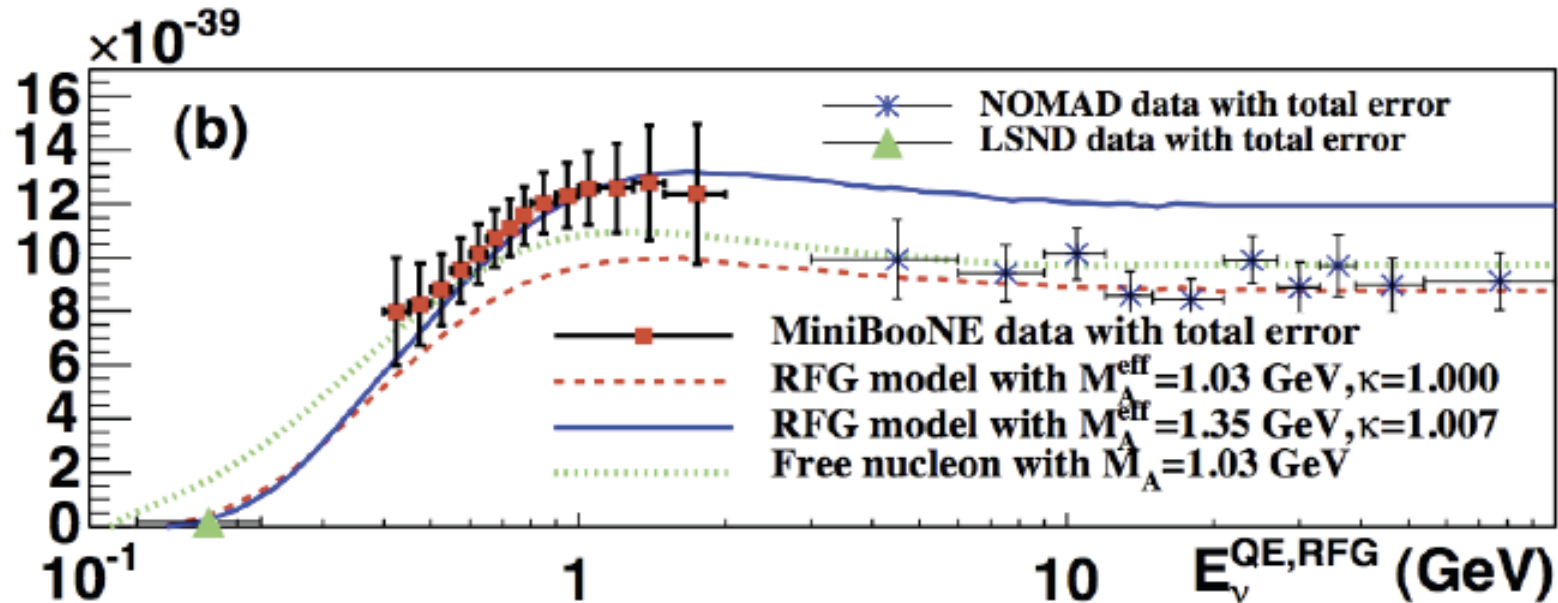 ×10⁻³⁹
16
14
12
10
8
6
4
2
0
(b)
NOMAD data with total error
LSND data with total error
MiniBooNE data with total error
RFG model with M_A^eff=1.03 GeV,κ=1.000
RFG model with M_A^eff=1.35 GeV,κ=1.007
Free nucleon with M_A=1.03 GeV
10⁻¹ 1 10 E_ν^QE,RFG (GeV)